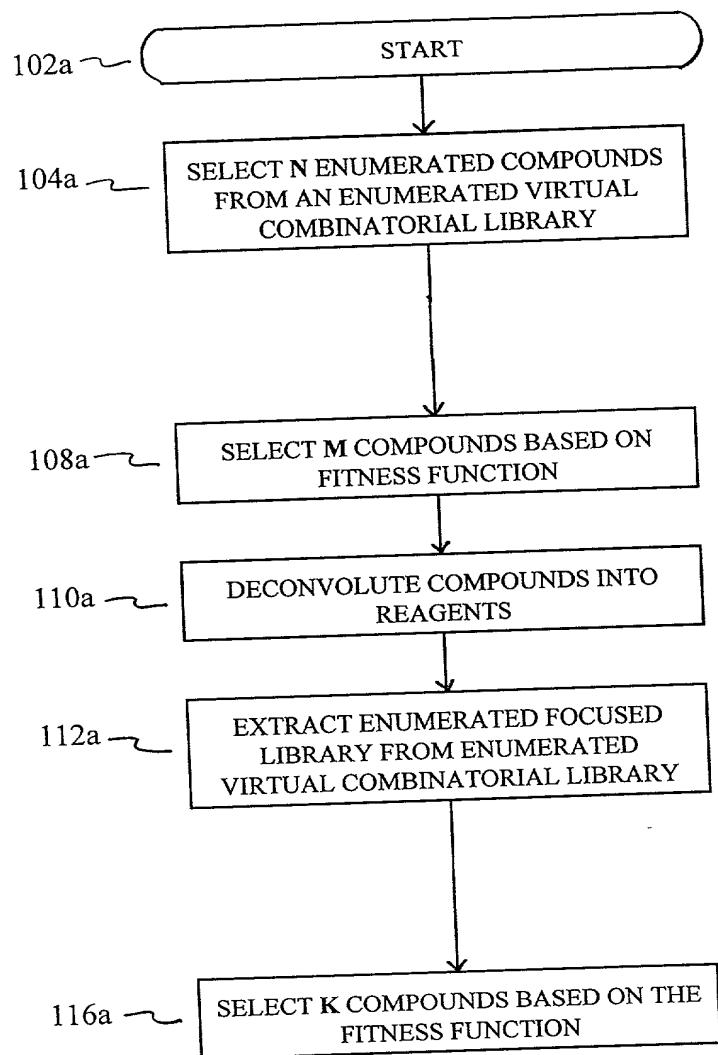 102a
START
104a
SELECT N ENUMERATED COMPOUNDS
FROM AN ENUMERATED VIRTUAL
COMBINATORIAL LIBRARY
108a
SELECT M COMPOUNDS BASED ON
FITNESS FUNCTION
110a
DECONVOLUTE COMPOUNDS INTO
REAGENTS
112a
EXTRACT ENUMERATED FOCUSED
LIBRARY FROM ENUMERATED
VIRTUAL COMBINATORIAL LIBRARY
116a
SELECT K COMPOUNDS BASED ON THE
FITNESS FUNCTION